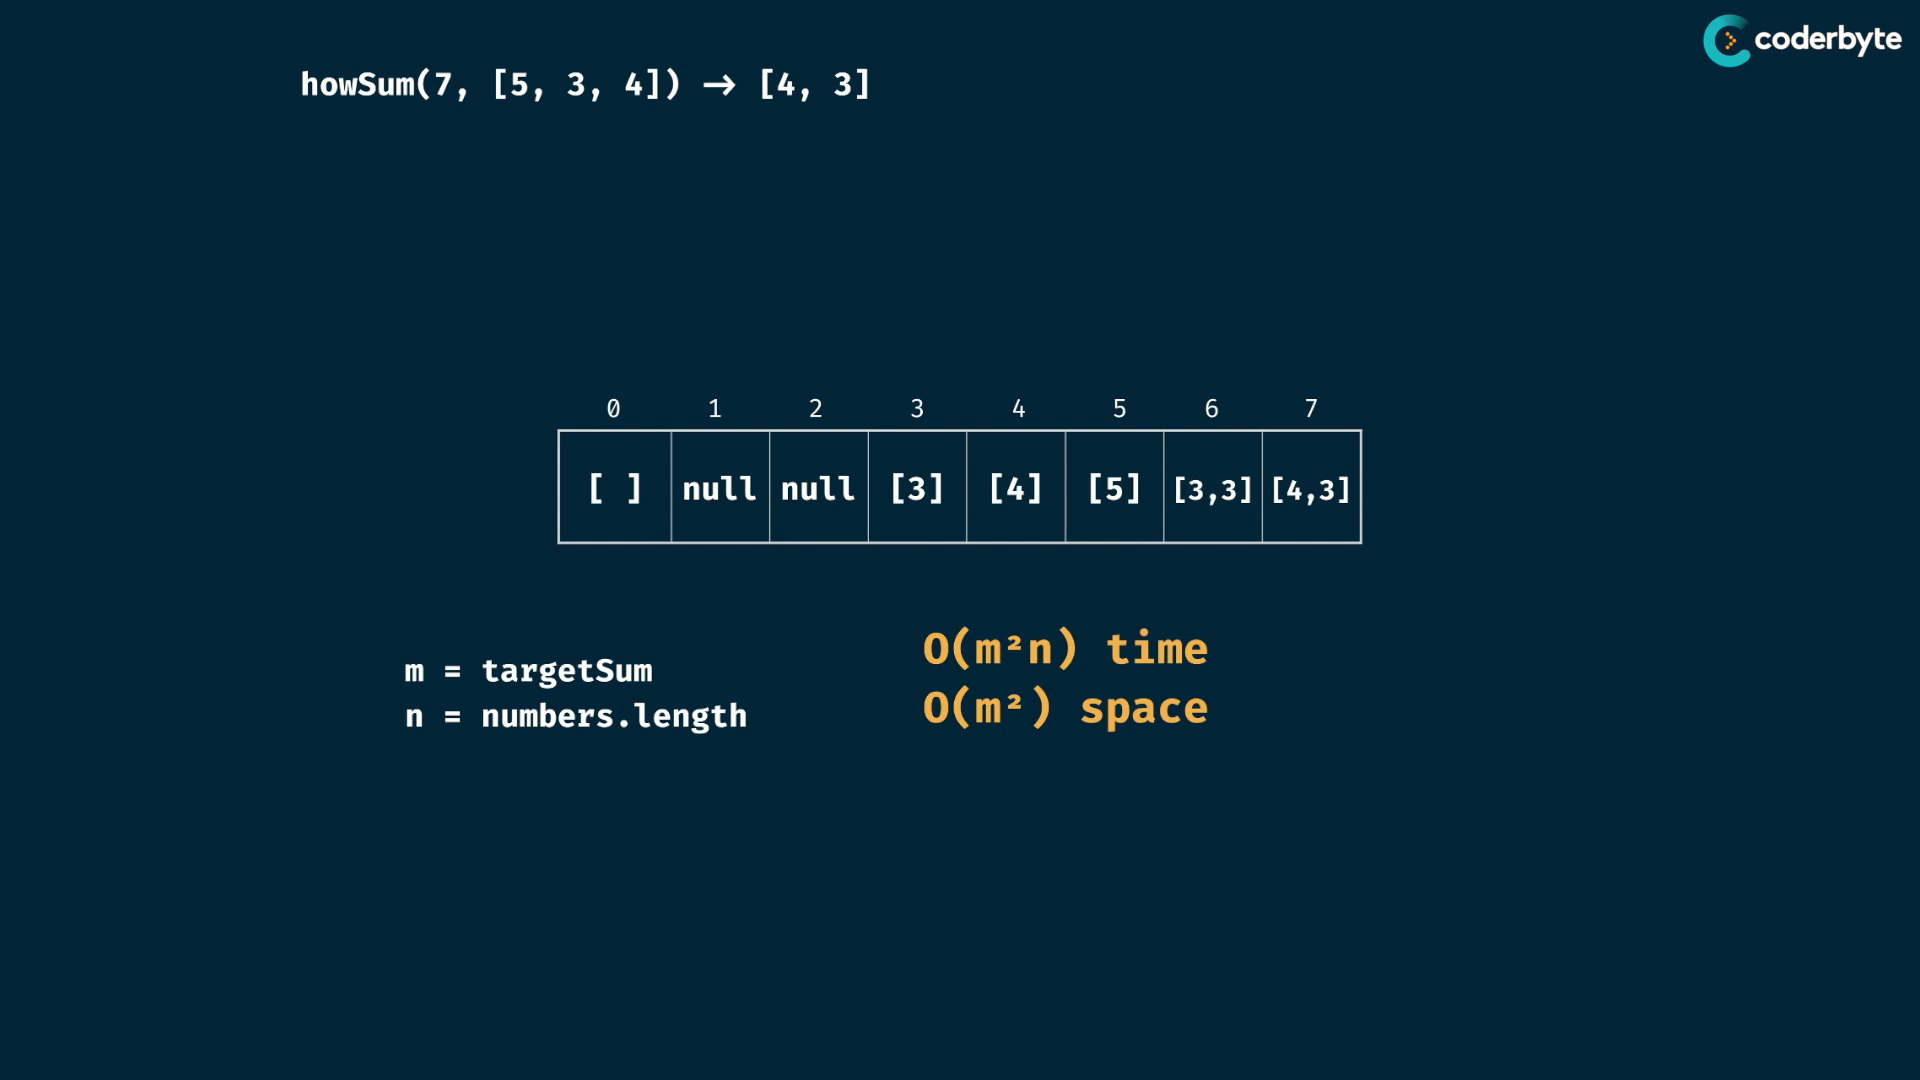 coderbyte
howSum(7, [5, 3, 4]) → [4, 3]
0 1 2 3 4 5 6 7
[ ] null null [3] [4] [5] [3,3] [4,3]
m = targetSum
n = numbers.length
O(m²n) time
O(m²) space